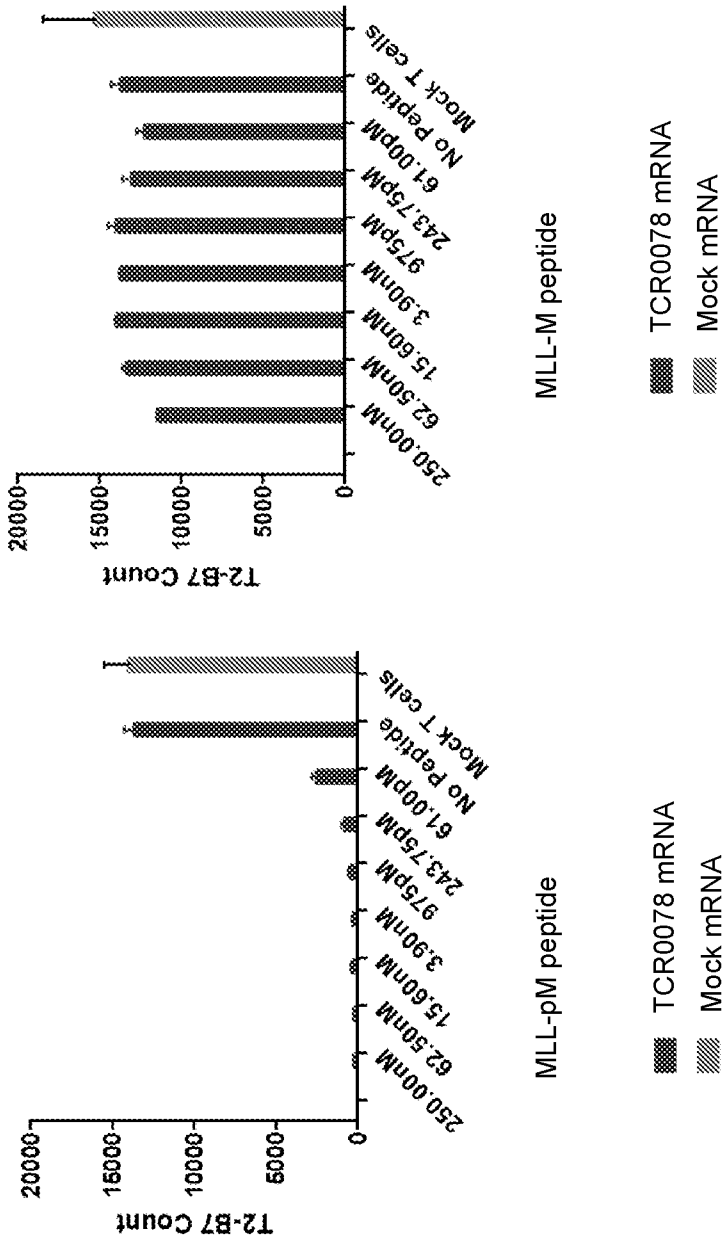 20000
15000
10000
5000
0
T2-B7 Count
250.00nM
62.50nM
15.60nM
3.90nM
975pM
243.75pM
61.00pM
No Peptide
Mock T cells
MLL-pM peptide
TCR0078 mRNA
Mock mRNA
20000
15000
10000
5000
0
T2-B7 Count
250.00nM
62.50nM
15.60nM
3.90nM
975pM
243.75pM
61.00pM
No Peptide
Mock T cells
MLL-M peptide
TCR0078 mRNA
Mock mRNA